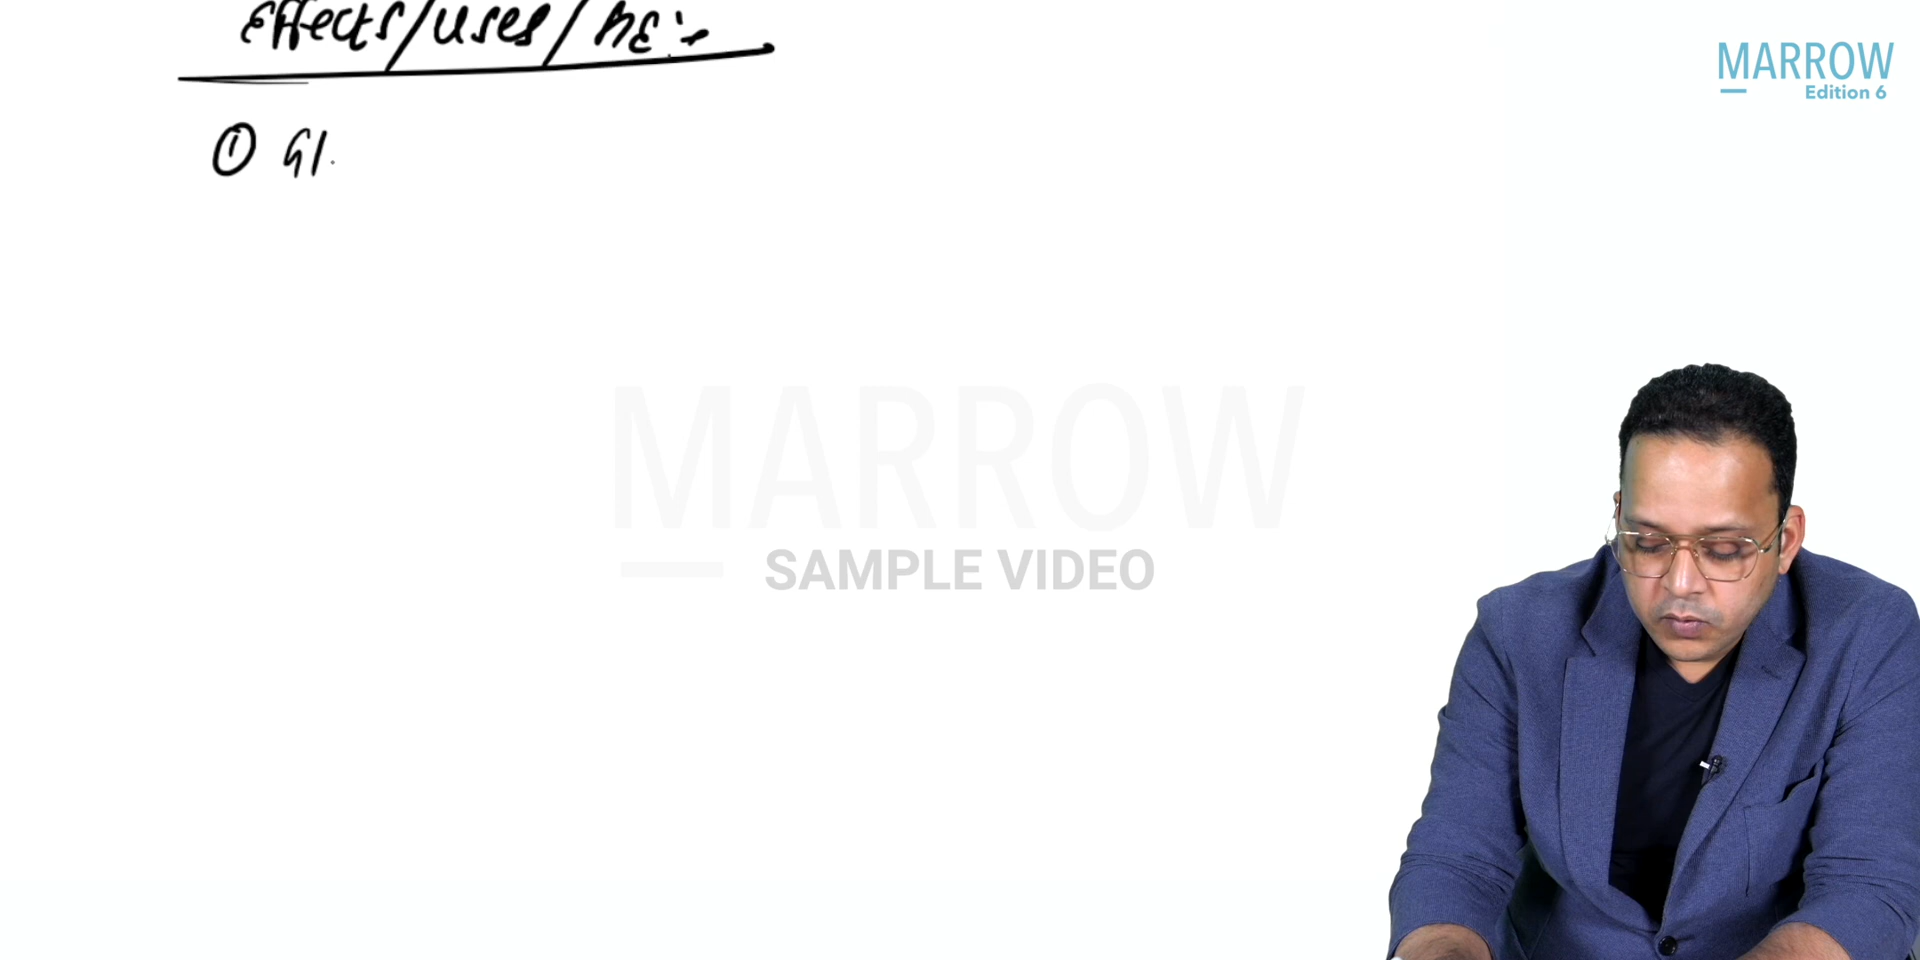 Effects/uses/AE:-
MARROW
Edition 6
① GI.
MARROW
SAMPLE VIDEO